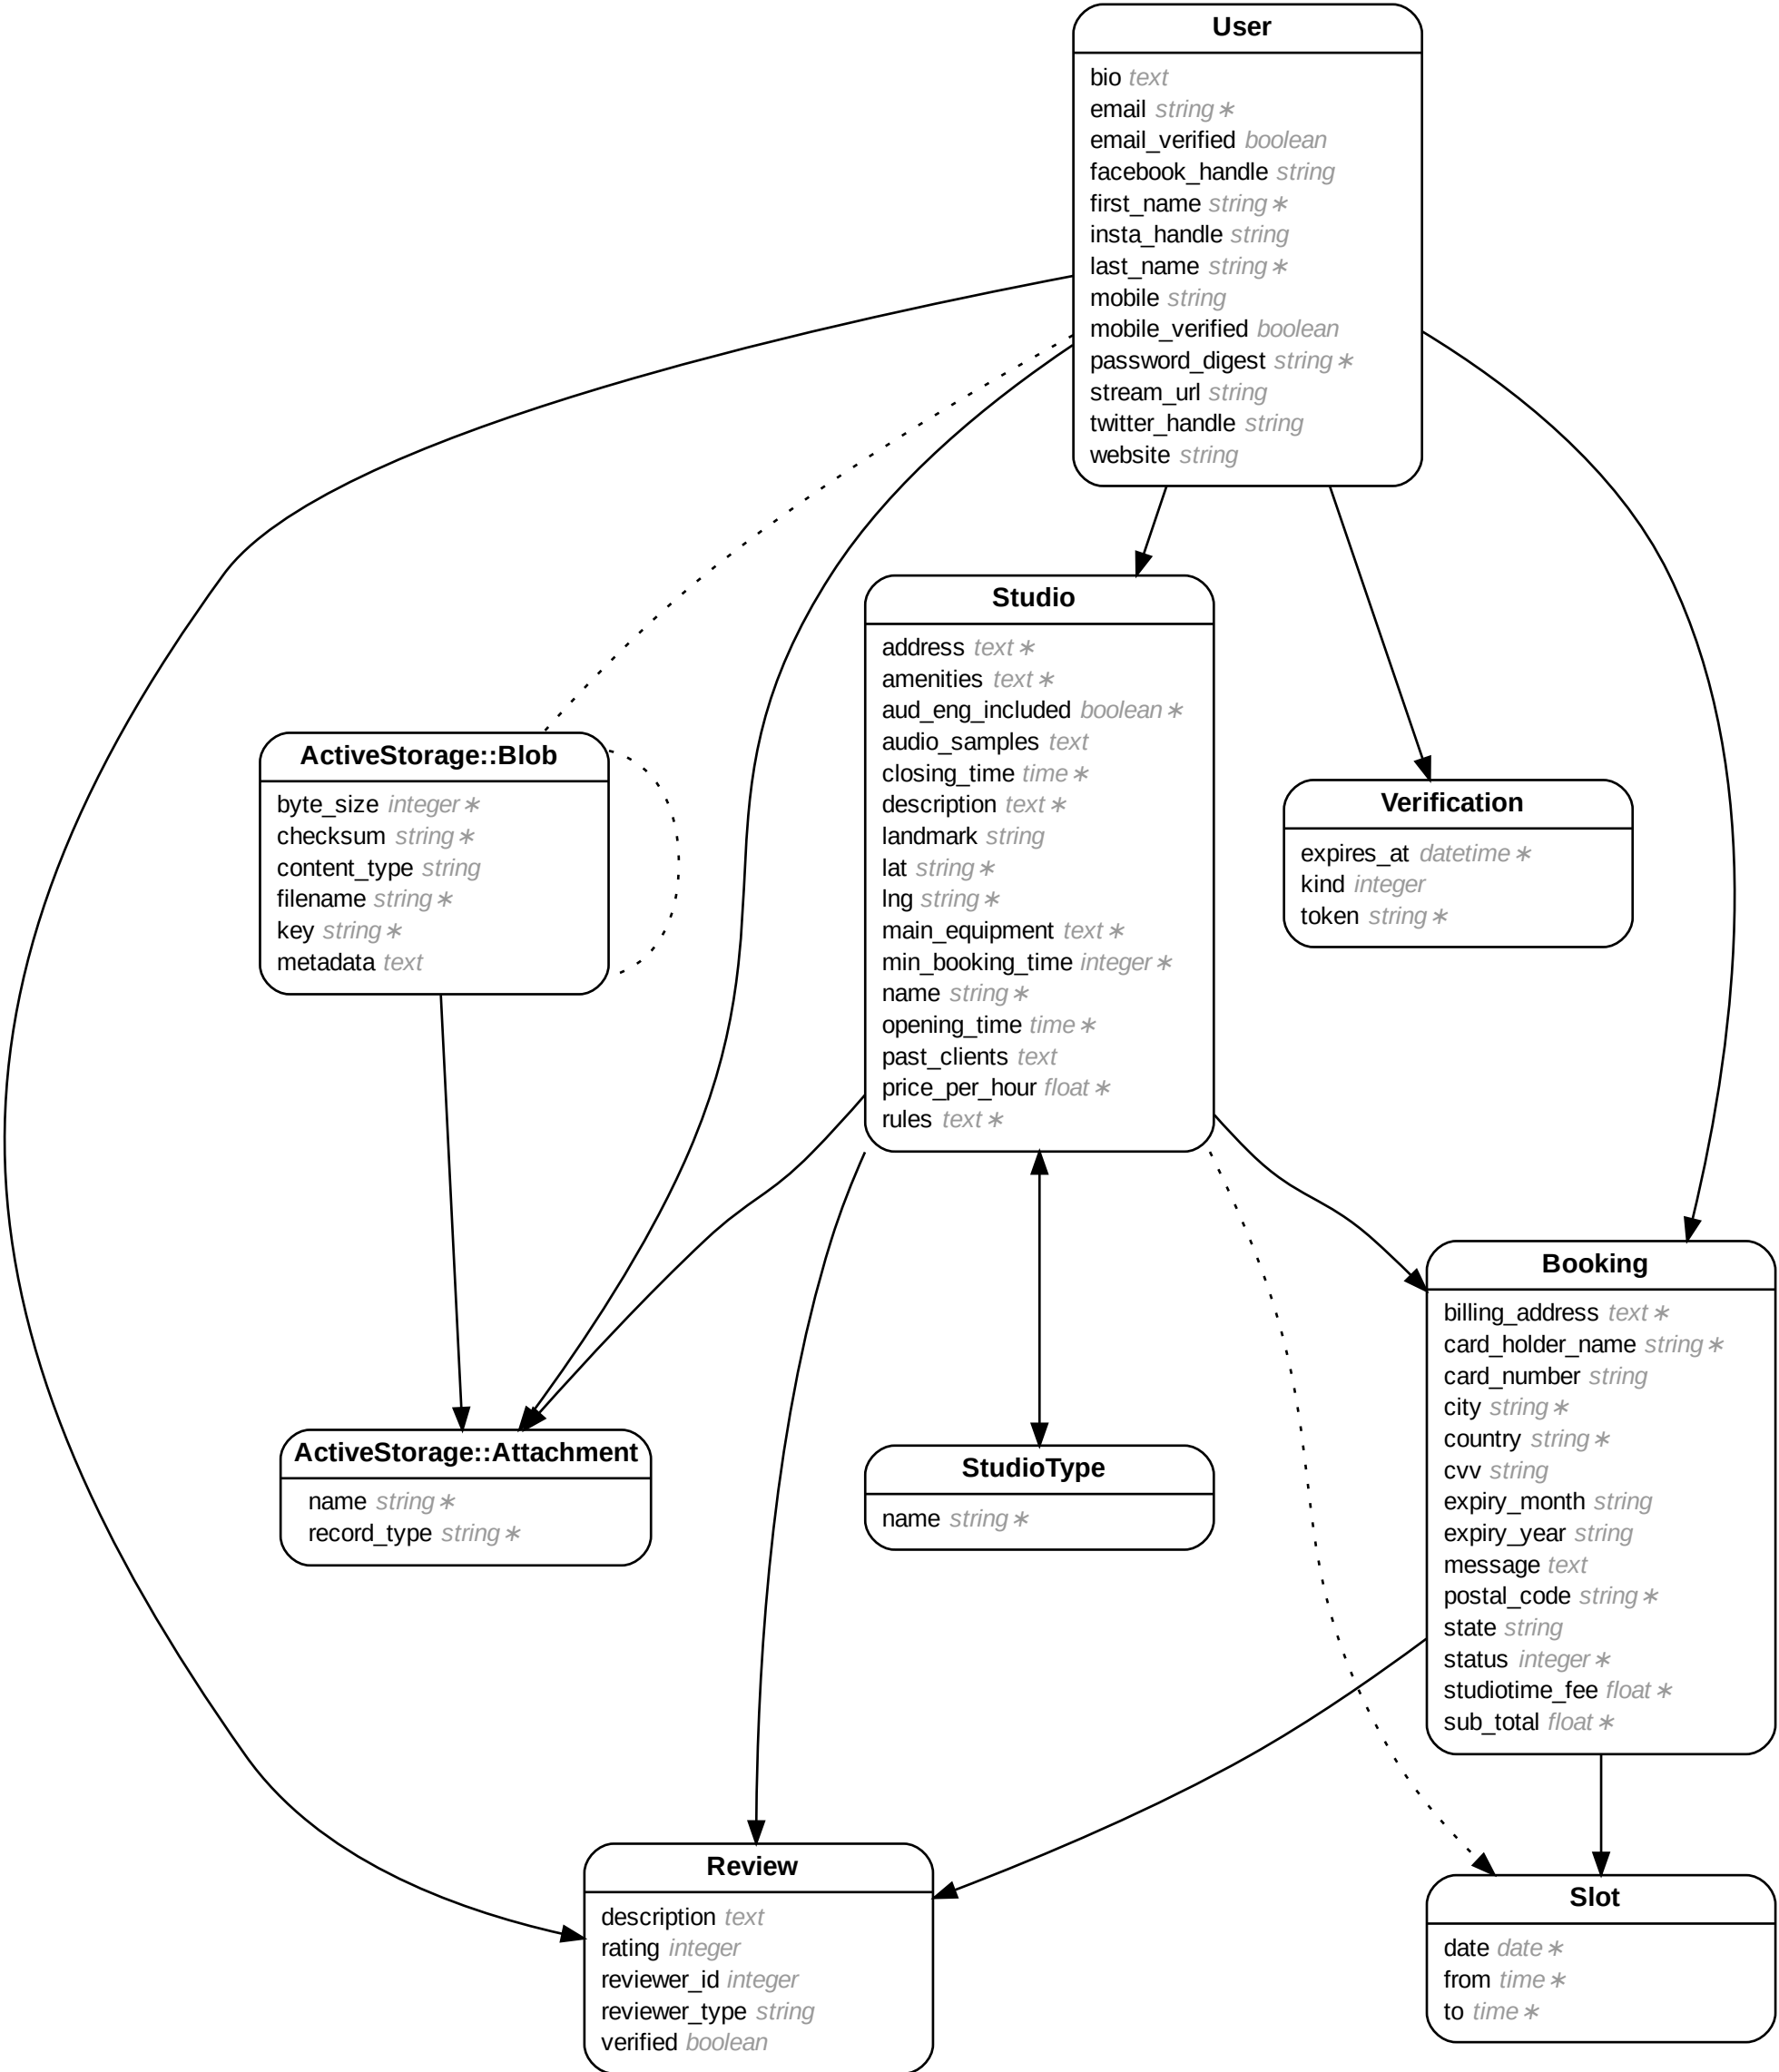 User
bio text
email string ∗
email_verified boolean
facebook_handle string
first_name string ∗
insta_handle string
last_name string ∗
mobile string
mobile_verified boolean
password_digest string ∗
stream_url string
twitter_handle string
website string
Studio
address text ∗
amenities text ∗
aud_eng_included boolean ∗
audio_samples text
closing_time time ∗
description text ∗
landmark string
lat string ∗
lng string ∗
main_equipment text ∗
min_booking_time integer ∗
name string ∗
opening_time time ∗
past_clients text
price_per_hour float ∗
rules text ∗
ActiveStorage::Blob
byte_size integer ∗
checksum string ∗
content_type string
filename string ∗
key string ∗
metadata text
Verification
expires_at datetime ∗
kind integer
token string ∗
Booking
billing_address text ∗
card_holder_name string ∗
card_number string
city string ∗
country string ∗
cvv string
expiry_month string
expiry_year string
message text
postal_code string ∗
state string
status integer ∗
studiotime_fee float ∗
sub_total float ∗
ActiveStorage::Attachment
name string ∗
record_type string ∗
StudioType
name string ∗
Review
description text
rating integer
reviewer_id integer
reviewer_type string
verified boolean
Slot
date date ∗
from time ∗
to time ∗